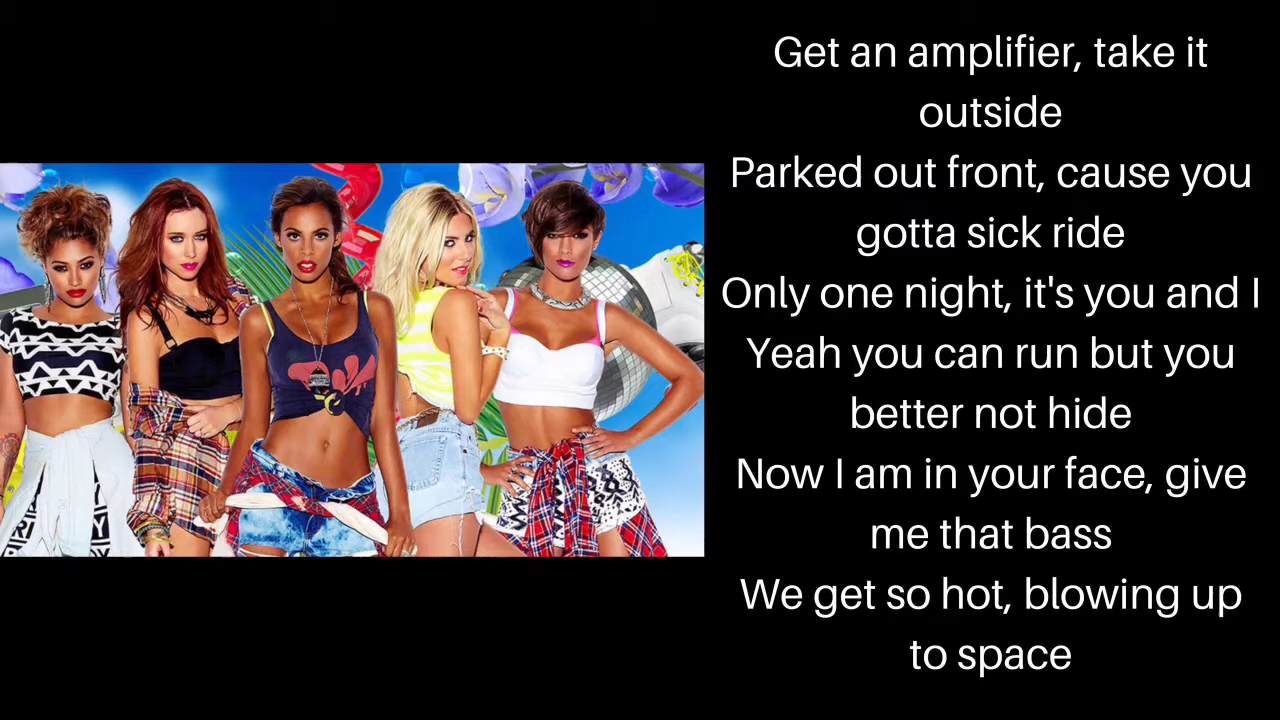 Get an amplifier, take it
outside
Parked out front, cause you
gotta sick ride
Only one night, it's you and I
Yeah you can run but you
better not hide
Now I am in your face, give
me that bass
We get so hot, blowing up
to space